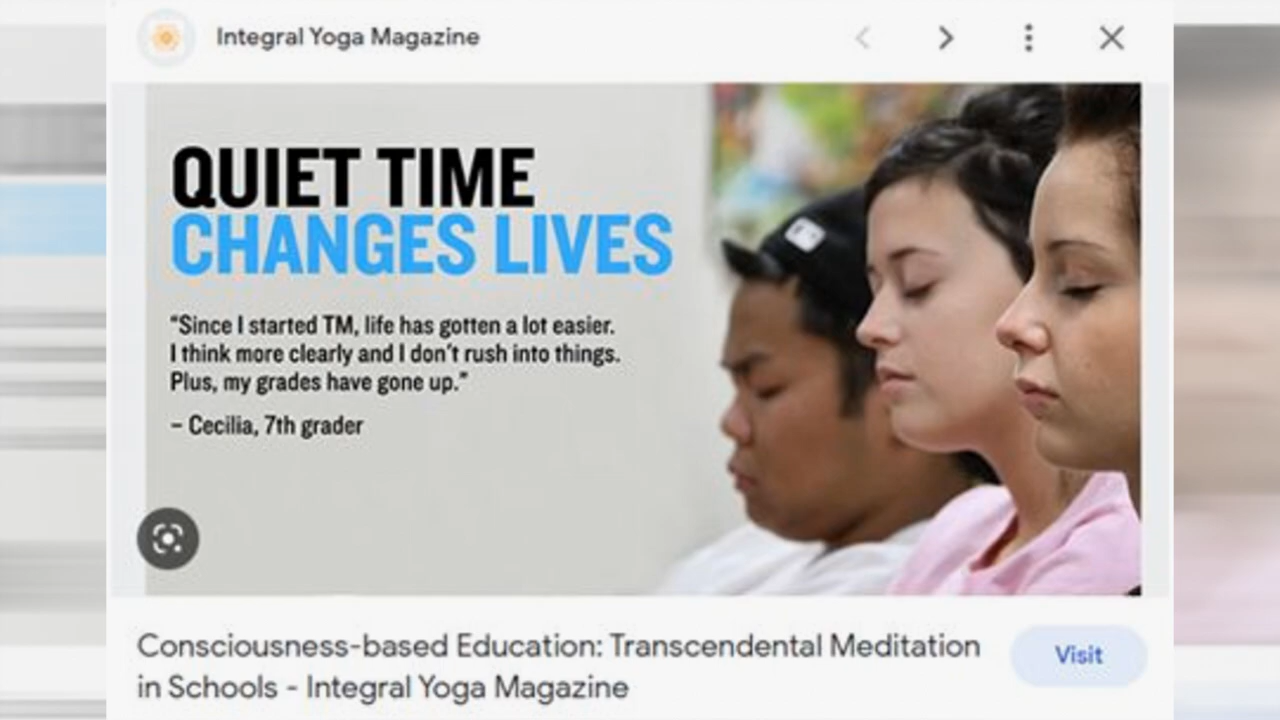 Integral Yoga Magazine
QUIET TIME
CHANGES LIVES
“Since I started TM, life has gotten a lot easier.
I think more clearly and I don’t rush into things.
Plus, my grades have gone up.”
– Cecilia, 7th grader
Consciousness-based Education: Transcendental Meditation
in Schools - Integral Yoga Magazine
Visit